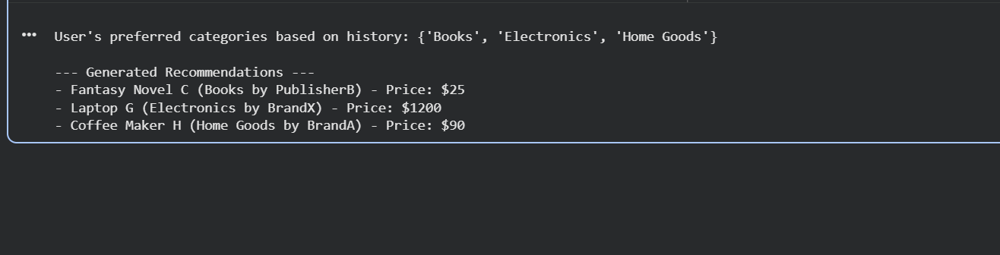 User's preferred categories based on history: {'Books', 'Electronics', 'Home Goods'}
--- Generated Recommendations ---
- Fantasy Novel C (Books by PublisherB) - Price: $25
- Laptop G (Electronics by BrandX) - Price: $1200
- Coffee Maker H (Home Goods by BrandA) - Price: $90